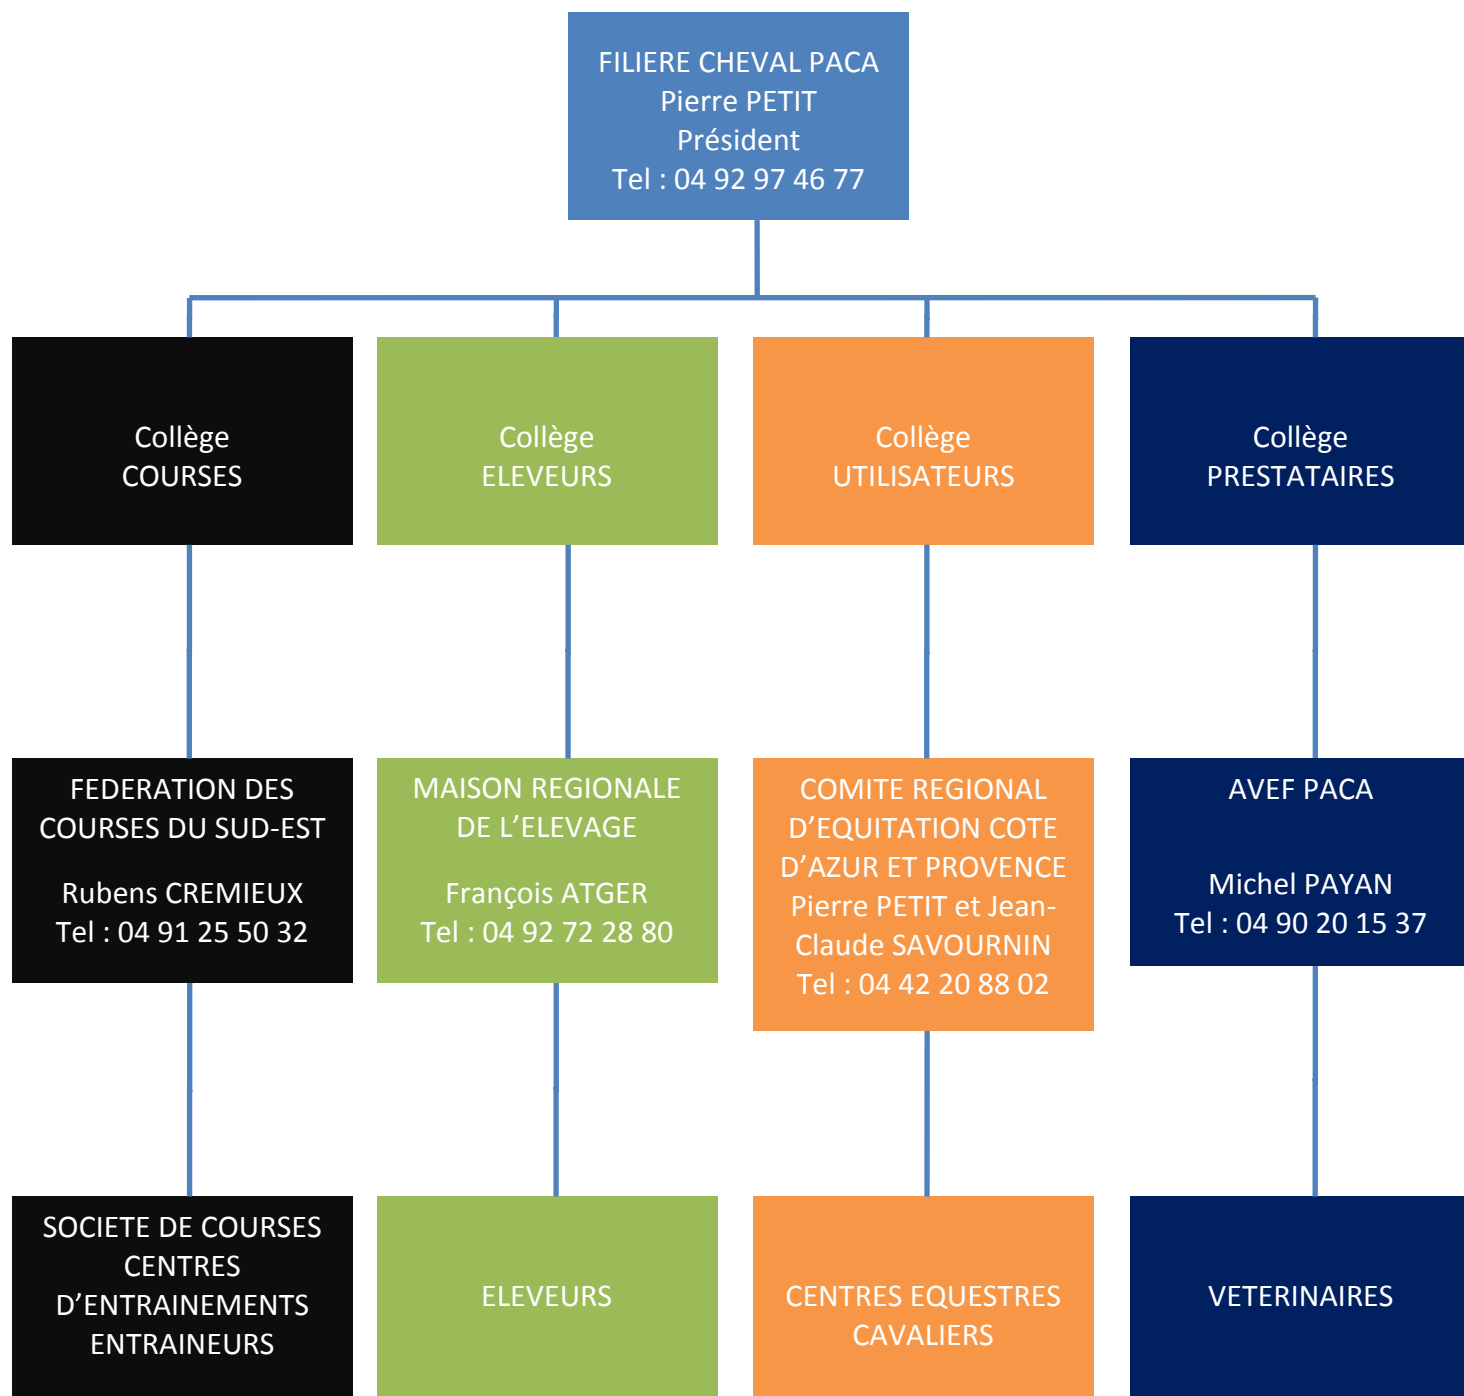 FILIERE CHEVAL PACA
Pierre PETIT
Président
Tel : 04 92 97 46 77
Collège
COURSES
Collège
ELEVEURS
Collège
UTILISATEURS
Collège
PRESTATAIRES
FEDERATION DES
COURSES DU SUD-EST
Rubens CREMIEUX
Tel : 04 91 25 50 32
MAISON REGIONALE
DE L’ELEVAGE
François ATGER
Tel : 04 92 72 28 80
COMITE REGIONAL
D’EQUITATION COTE
D’AZUR ET PROVENCE
Pierre PETIT et Jean-
Claude SAVOURNIN
Tel : 04 42 20 88 02
AVEF PACA
Michel PAYAN
Tel : 04 90 20 15 37
SOCIETE DE COURSES
CENTRES
D’ENTRAINEMENTS
ENTRAINEURS
ELEVEURS
CENTRES EQUESTRES
CAVALIERS
VETERINAIRES